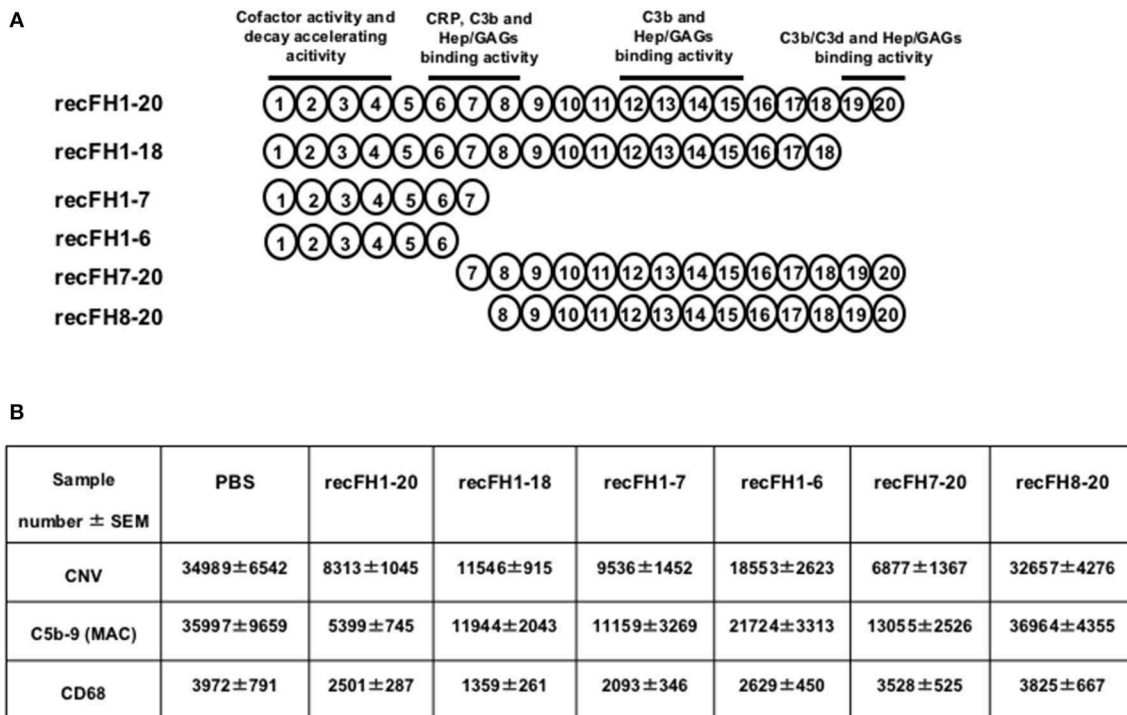 A
Cofactor activity and
decay accelerating
acitivity
CRP, C3b and
Hep/GAGs
binding activity
C3b and
Hep/GAGs
binding activity
C3b/C3d and Hep/GAGs
binding activity
recFH1-20 1 2 3 4 5 6 7 8 9 10 11 12 13 14 15 16 17 18 19 20
recFH1-18 1 2 3 4 5 6 7 8 9 10 11 12 13 14 15 16 17 18
recFH1-7 1 2 3 4 5 6 7
recFH1-6 1 2 3 4 5 6
recFH7-20 7 8 9 10 11 12 13 14 15 16 17 18 19 20
recFH8-20 8 9 10 11 12 13 14 15 16 17 18 19 20
B
Sample
number ± SEM
PBS recFH1-20 recFH1-18 recFH1-7 recFH1-6 recFH7-20 recFH8-20
CNV 34989±6542 8313±1045 11546±915 9536±1452 18553±2623 6877±1367 32657±4276
C5b-9 (MAC) 35997±9659 5399±745 11944±2043 11159±3269 21724±3313 13055±2526 36964±4355
CD68 3972±791 2501±287 1359±261 2093±346 2629±450 3528±525 3825±667